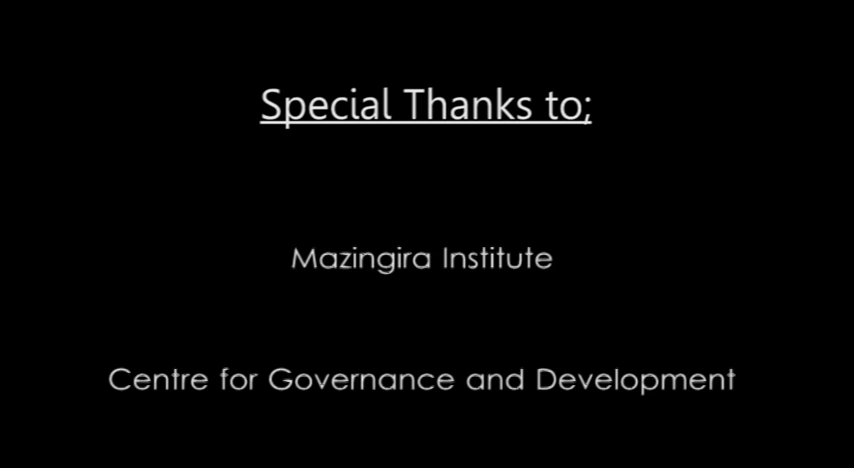 Special Thanks to;
Mazingira Institute
Centre for Governance and Development